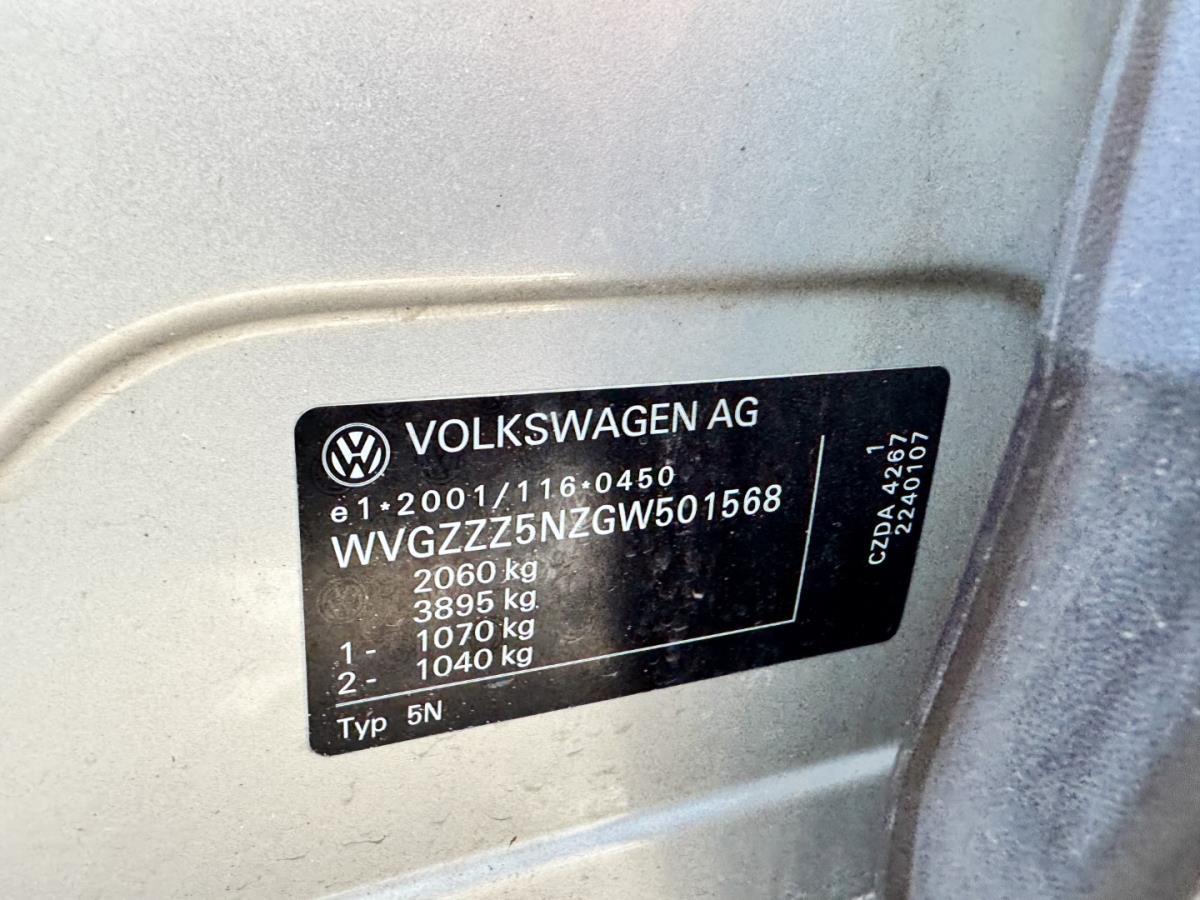 VOLKSWAGEN AG
e1*2001/116*0450
WVGZZZ5NZGW501568
2060 kg
3895 kg
1 - 1070 kg
2 - 1040 kg
Typ 5N
1
CZDA 4267
2240107